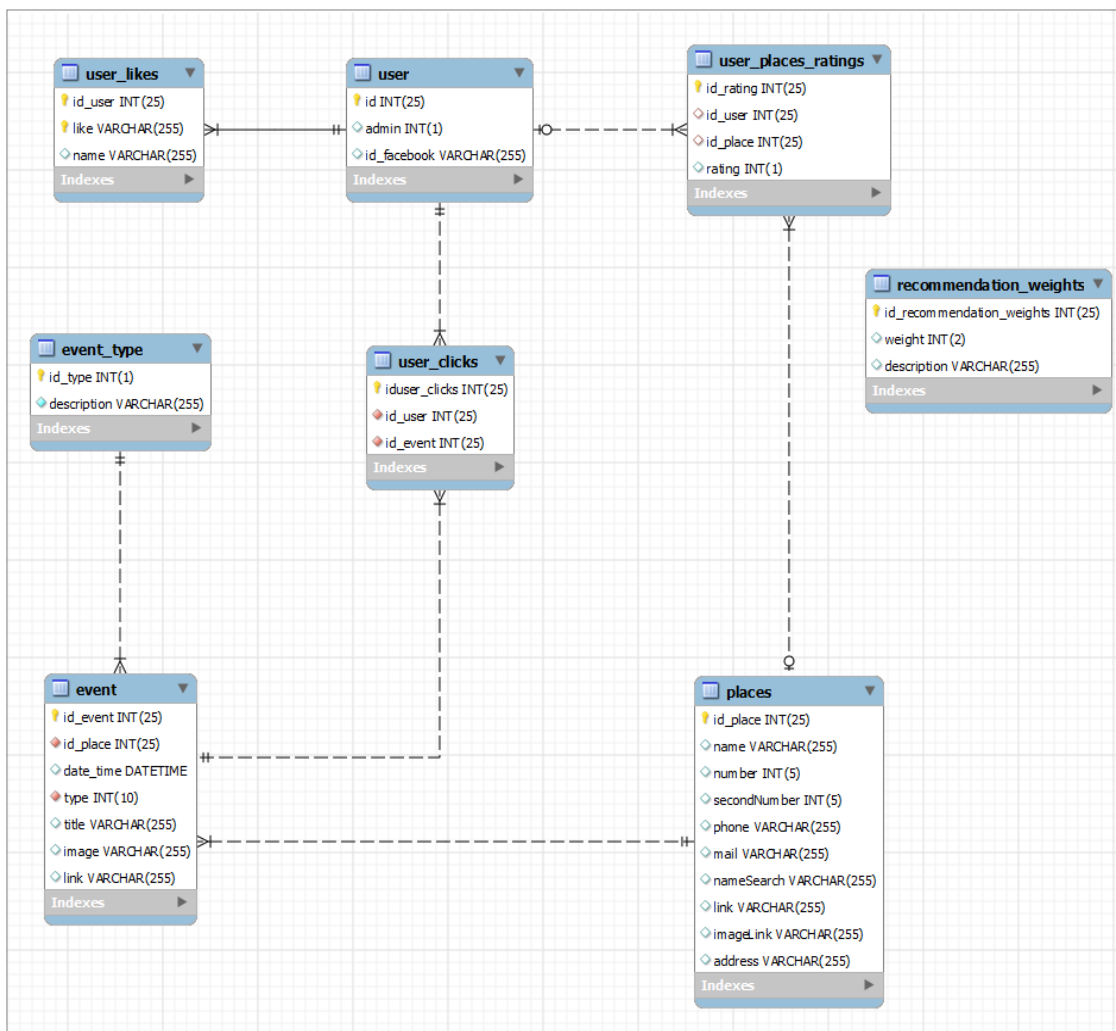 user_likes
id_user INT(25)
like VARCHAR(255)
name VARCHAR(255)
Indexes
user
id INT(25)
admin INT(1)
id_facebook VARCHAR(255)
Indexes
user_places_ratings
id_rating INT(25)
id_user INT(25)
id_place INT(25)
rating INT(1)
Indexes
recommendation_weights
id_recommendation_weights INT(25)
weight INT(2)
description VARCHAR(255)
Indexes
event_type
id_type INT(1)
description VARCHAR(255)
Indexes
user_clicks
iduser_clicks INT(25)
id_user INT(25)
id_event INT(25)
Indexes
event
id_event INT(25)
id_place INT(25)
date_time DATETIME
type INT(10)
title VARCHAR(255)
image VARCHAR(255)
link VARCHAR(255)
Indexes
places
id_place INT(25)
name VARCHAR(255)
number INT(5)
secondNumber INT(5)
phone VARCHAR(255)
mail VARCHAR(255)
nameSearch VARCHAR(255)
link VARCHAR(255)
imageLink VARCHAR(255)
address VARCHAR(255)
Indexes